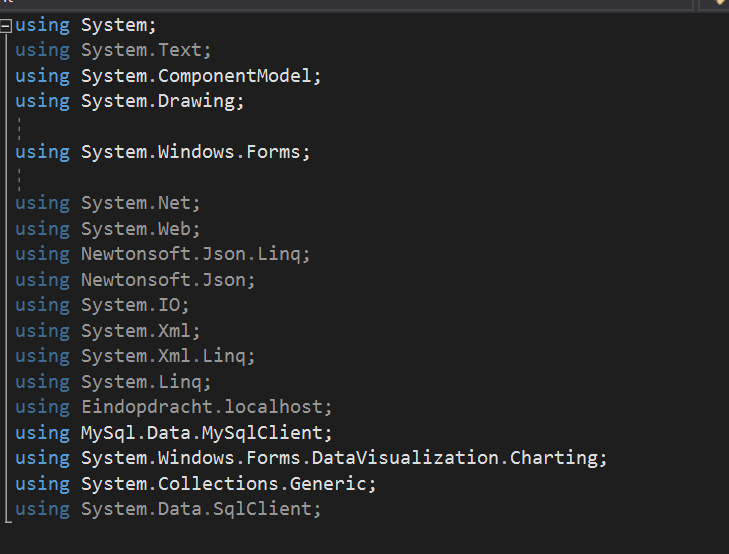 using System;
using System.Text;
using System.ComponentModel;
using System.Drawing;
using System.Windows.Forms;
using System.Net;
using System.Web;
using Newtonsoft.Json.Linq;
using Newtonsoft.Json;
using System.IO;
using System.Xml;
using System.Xml.Linq;
using System.Linq;
using Eindopdracht.localhost;
using MySql.Data.MySqlClient;
using System.Windows.Forms.DataVisualization.Charting;
using System.Collections.Generic;
using System.Data.SqlClient;